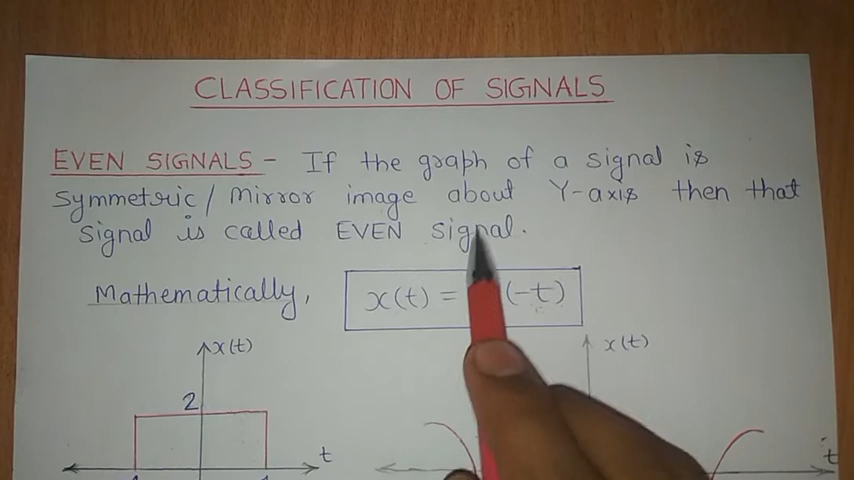 CLASSIFICATION OF SIGNALS
EVEN SIGNALS - If the graph of a signal is
symmetric / Mirror image about Y-axis then that
signal is called EVEN signal.
Mathematically, x(t) = (-t)
x(t) x(t)
2
t t